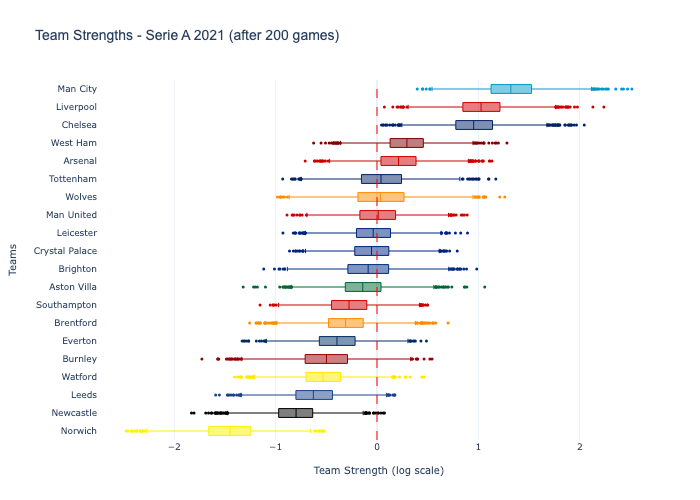 Team Strengths - Serie A 2021 (after 200 games)
Man City
Liverpool
Chelsea
West Ham
Arsenal
Tottenham
Wolves
Man United
Leicester
Crystal Palace
Brighton
Aston Villa
Southampton
Brentford
Everton
Burnley
Watford
Leeds
Newcastle
Norwich
Teams
−2 −1 0 1 2
Team Strength (log scale)